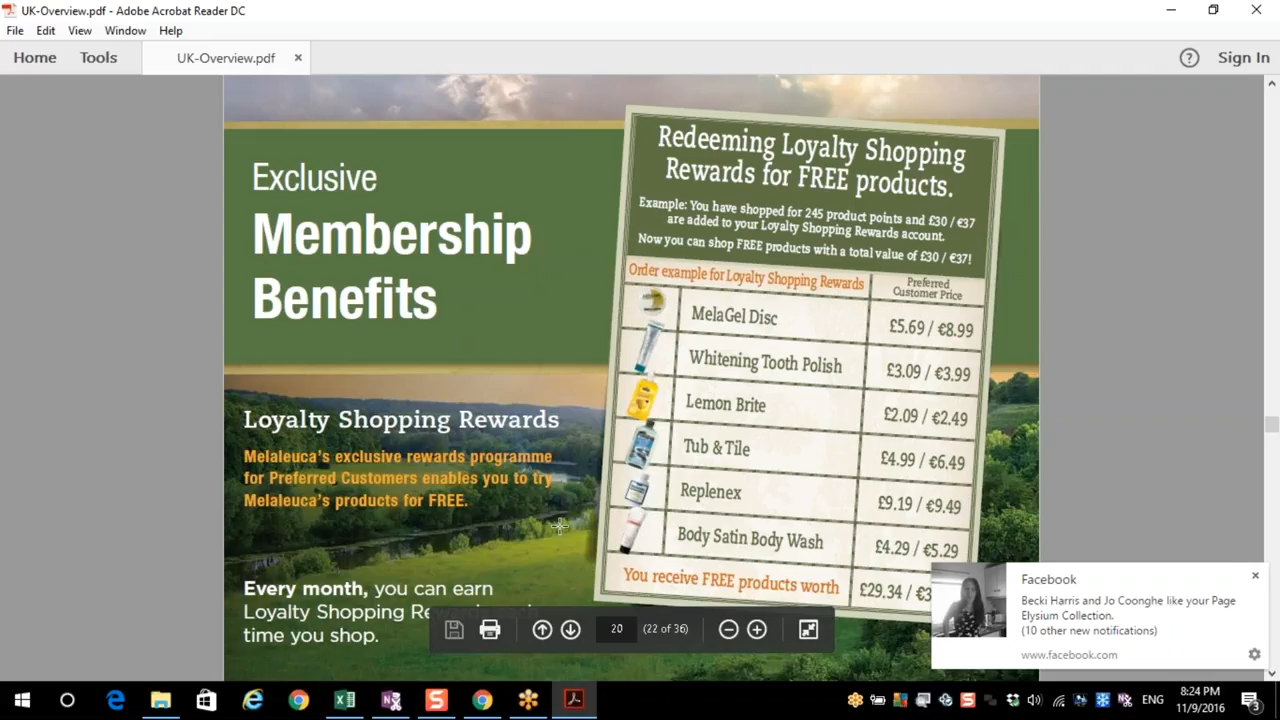 UK-Overview.pdf - Adobe Acrobat Reader DC
File Edit View Window Help
Home Tools UK-Overview.pdf × ? Sign In
Exclusive
Membership
Benefits
Loyalty Shopping Rewards
Melaleuca's exclusive rewards programme
for Preferred Customers enables you to try
Melaleuca's products for FREE.
Every month, you can earn
Loyalty Shopping
time you shop.
Redeeming Loyalty Shopping
Rewards for FREE products.
Example: You have shopped for 245 product points and £30 / €37
are added to your Loyalty Shopping Rewards account.
Now you can shop FREE products with a total value of £30 / €37!
Order example for Loyalty Shopping Rewards
Preferred
Customer Price
MelaGel Disc £5.69 / €8.99
Whitening Tooth Polish £3.09 / €3.99
Lemon Brite £2.09 / €2.49
Tub & Tile £4.99 / €6.49
Replenex £9.19 / €9.49
Body Satin Body Wash £4.29 / €5.29
You receive FREE products worth £29.34 /
20 (22 of 36)
Facebook
Becki Harris and Jo Coonghe like your Page
Elysium Collection.
(10 other new notifications)
www.facebook.com
ENG
8:24 PM
11/9/2016
3